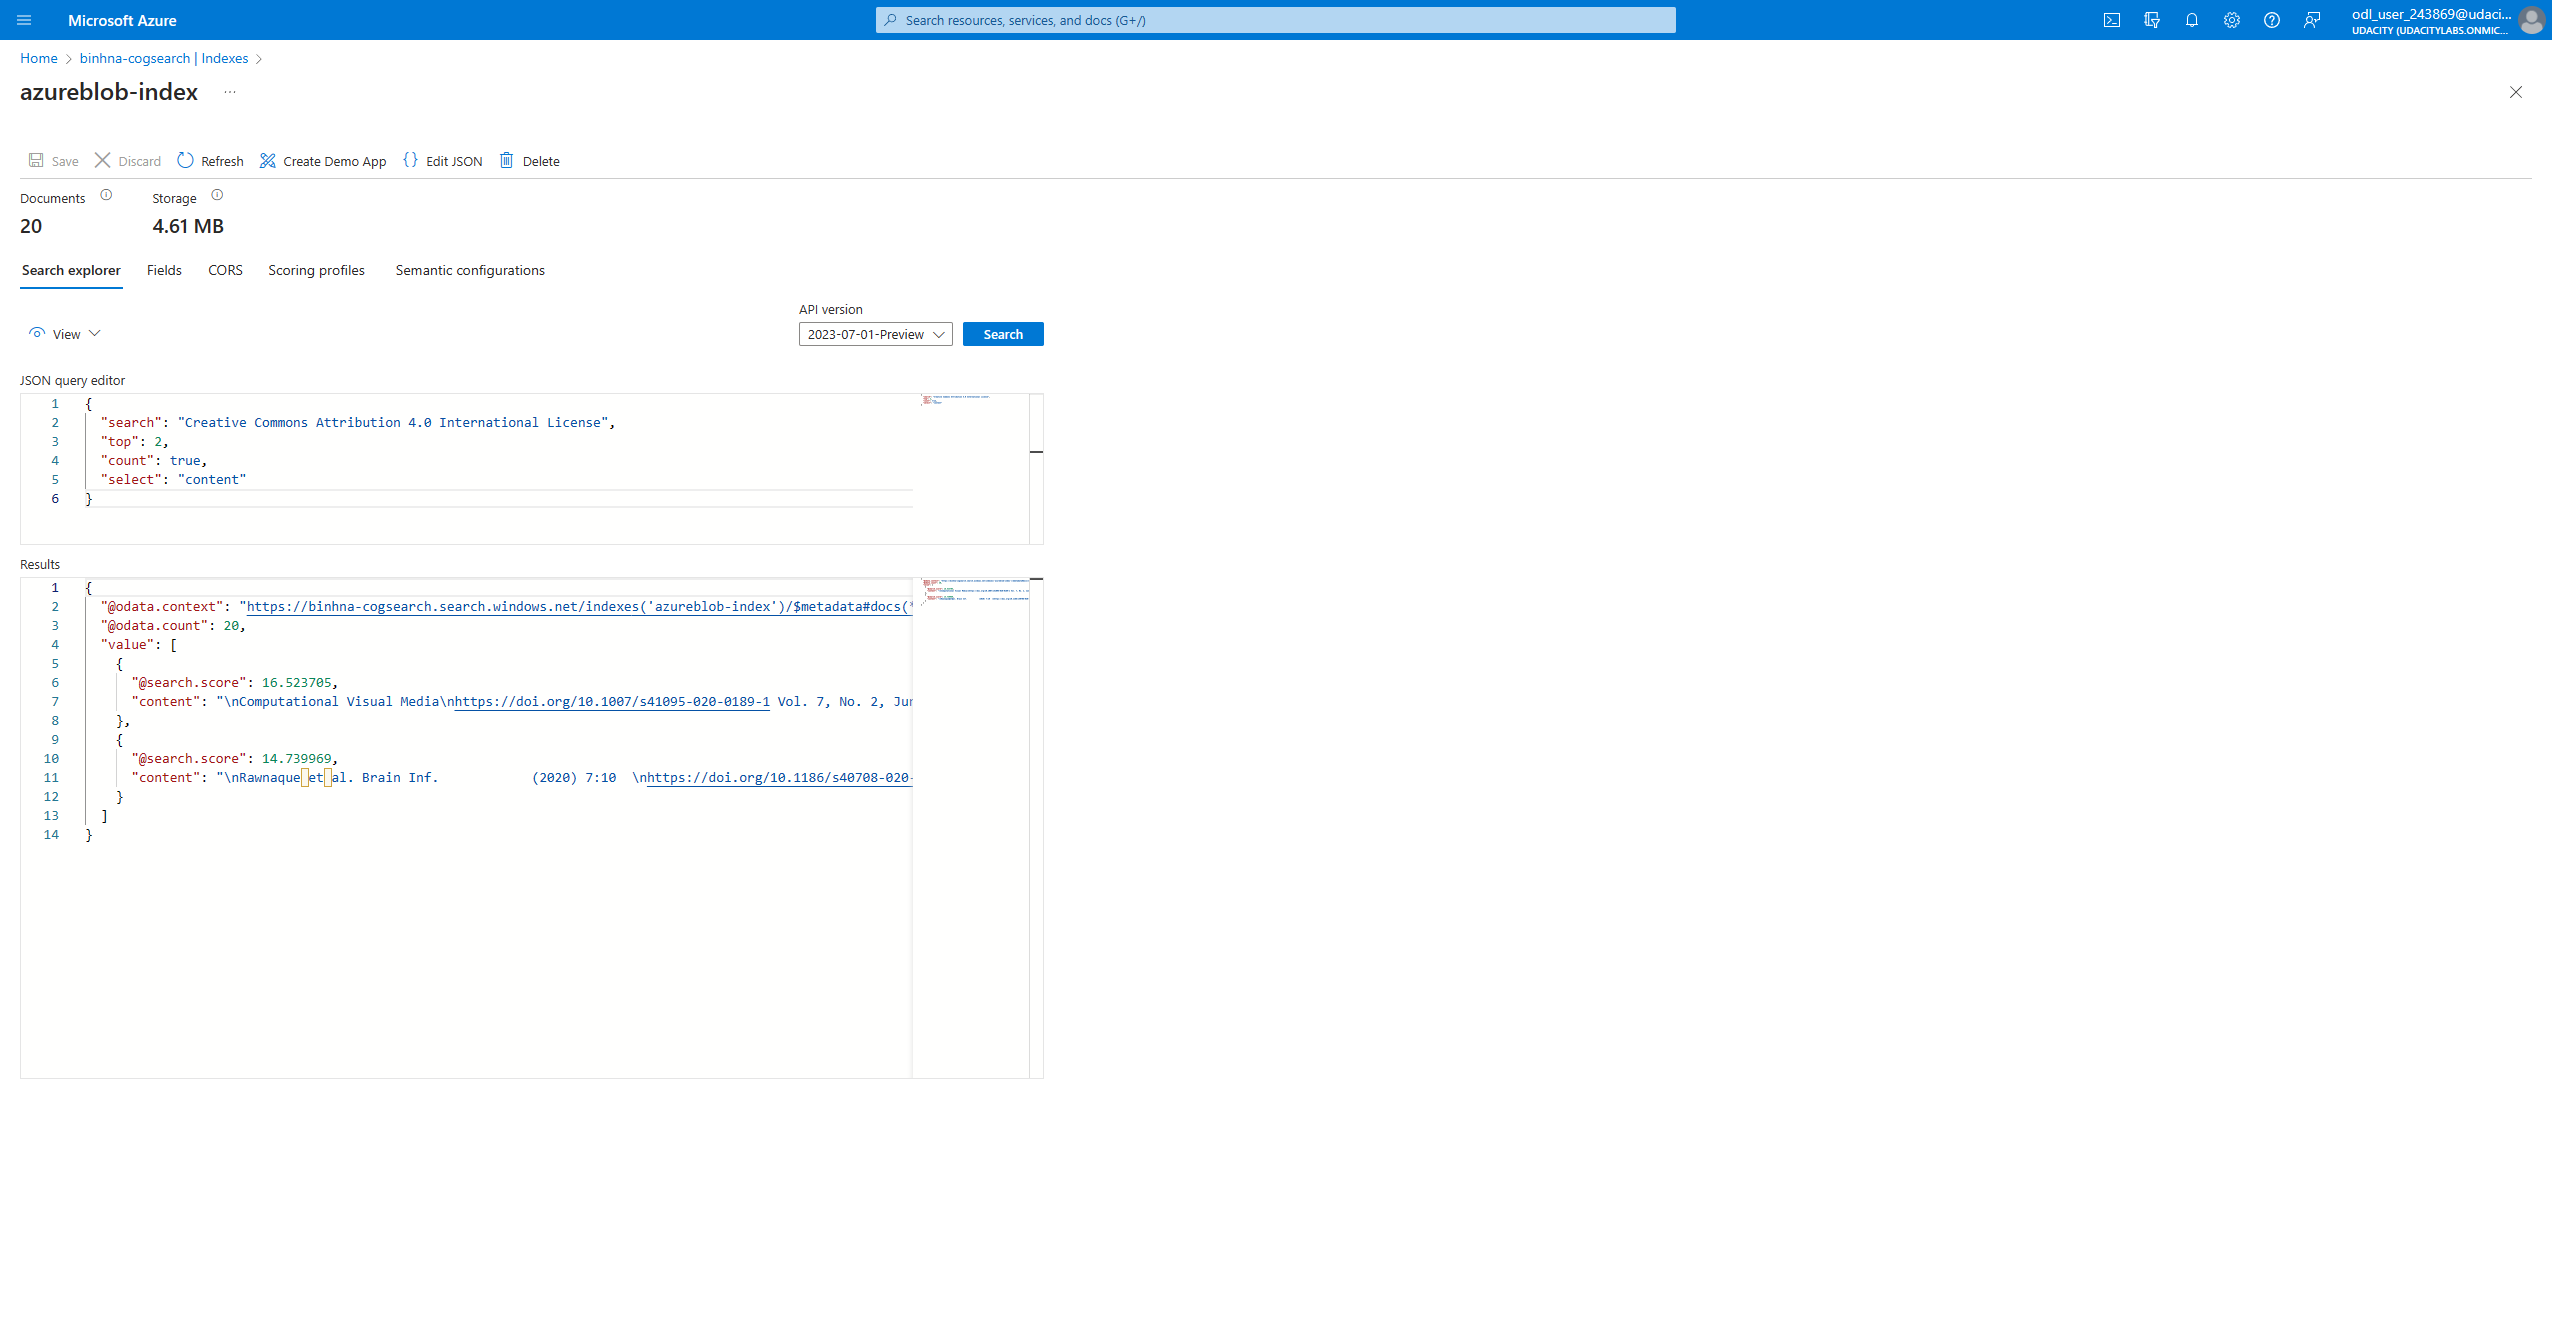 Microsoft Azure
Search resources, services, and docs (G+/)
odl_user_243869@udaci...
UDACITY (UDACITYLABS.ONMIC...
Home > binhna-cogsearch | Indexes >
azureblob-index ...
Save Discard Refresh Create Demo App {} Edit JSON Delete
Documents Storage
20 4.61 MB
Search explorer Fields CORS Scoring profiles Semantic configurations
API version
View 2023-07-01-Preview Search
JSON query editor
1 {
2 "search": "Creative Commons Attribution 4.0 International License",
3 "top": 2,
4 "count": true,
5 "select": "content"
6 }
Results
1 {
2 "@odata.context": "https://binhna-cogsearch.search.windows.net/indexes('azureblob-index')/$metadata#docs(*
3 "@odata.count": 20,
4 "value": [
5 {
6 "@search.score": 16.523705,
7 "content": "\nComputational Visual Media\nhttps://doi.org/10.1007/s41095-020-0189-1 Vol. 7, No. 2, Jun
8 },
9 {
10 "@search.score": 14.739969,
11 "content": "\nRawnaque et al. Brain Inf. (2020) 7:10 \nhttps://doi.org/10.1186/s40708-020-
12 }
13 ]
14 }